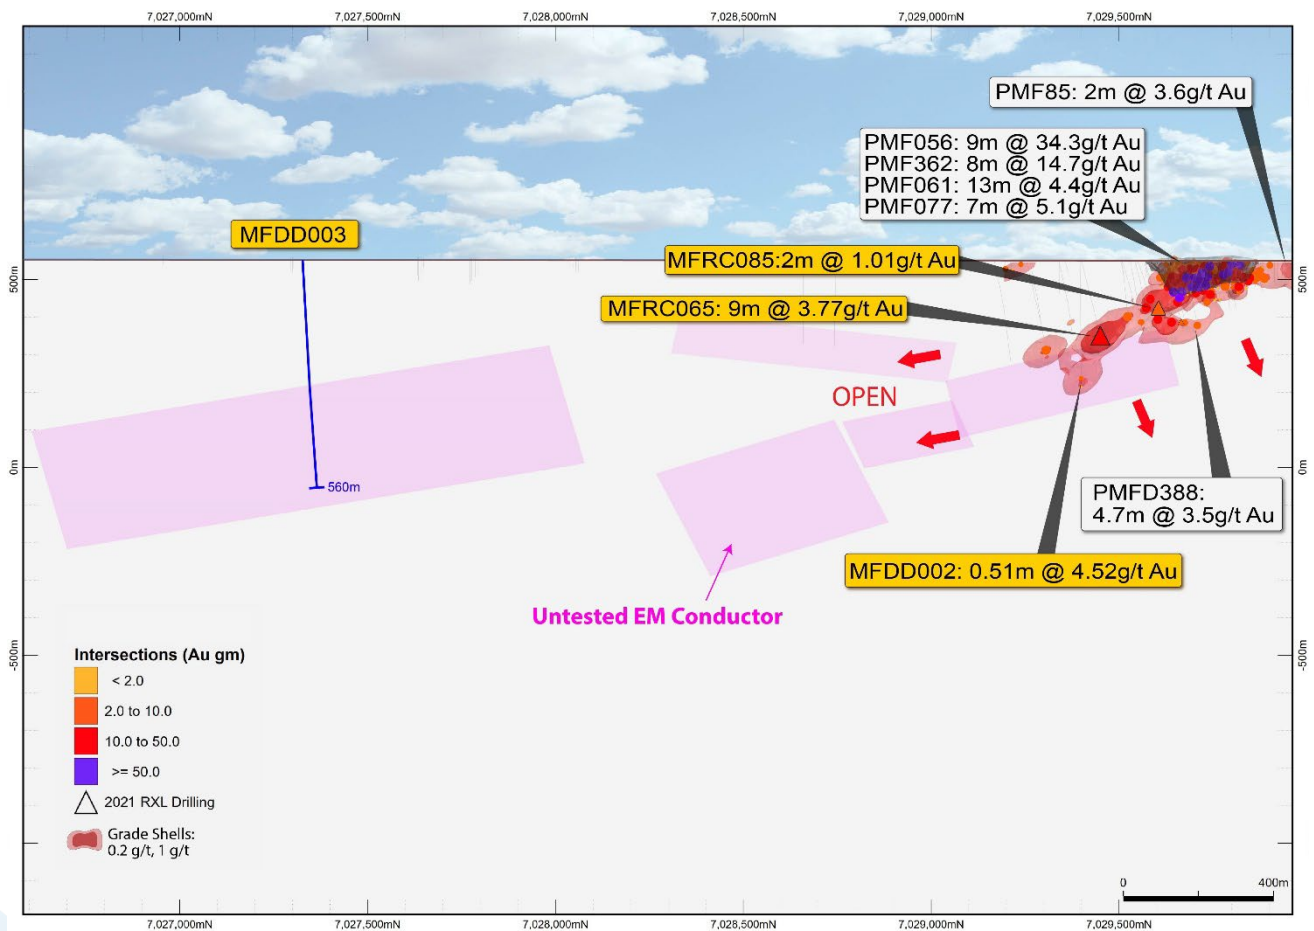 7,027,000mN 7,027,500mN 7,028,000mN 7,028,500mN 7,029,000mN 7,029,500mN
PMF85: 2m @ 3.6g/t Au
PMF056: 9m @ 34.3g/t Au
PMF362: 8m @ 14.7g/t Au
PMF061: 13m @ 4.4g/t Au
PMF077: 7m @ 5.1g/t Au
MFDD003
MFRC085:2m @ 1.01g/t Au
500m 500m
MFRC065: 9m @ 3.77g/t Au
OPEN
0m 0m
560m
PMFD388:
4.7m @ 3.5g/t Au
MFDD002: 0.51m @ 4.52g/t Au
Untested EM Conductor
-500m -500m
Intersections (Au gm)
< 2.0
2.0 to 10.0
10.0 to 50.0
>= 50.0
2021 RXL Drilling
Grade Shells:
0.2 g/t, 1 g/t
0 400m
7,027,000mN 7,027,500mN 7,028,000mN 7,028,500mN 7,029,000mN 7,029,500mN